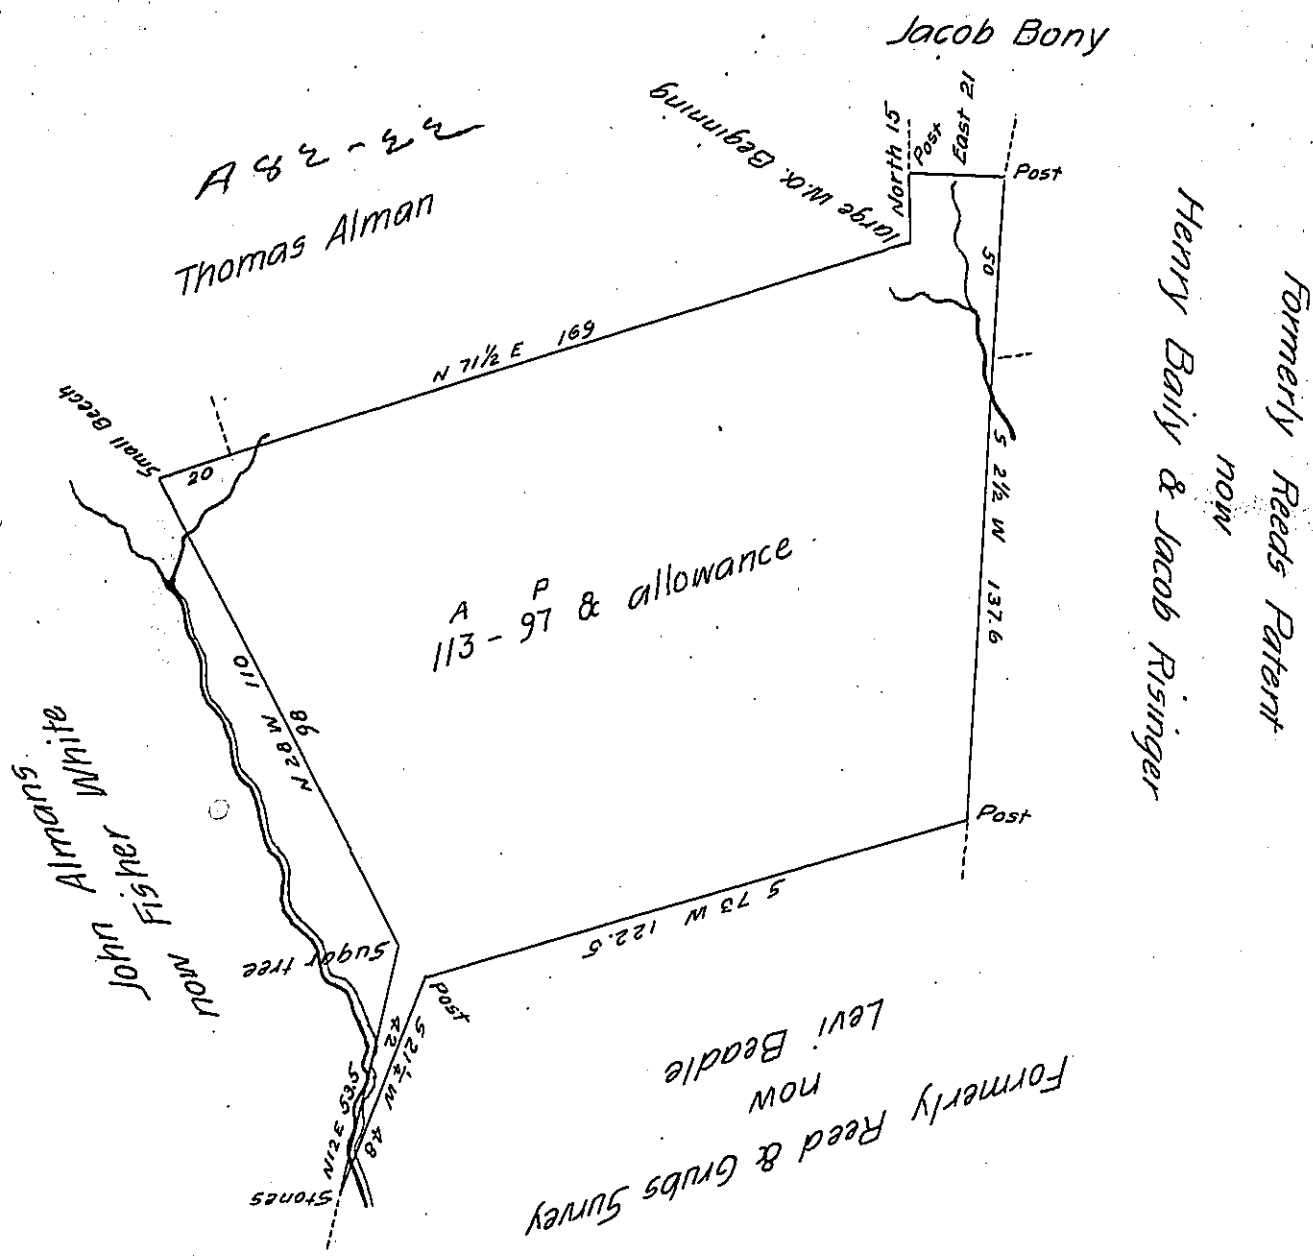 Jacob Bony
North 15
Post
East 21
Post
large W.O. Beginning
A 82 - 22
Thomas Alman
N 71½ E 169
50
Small Beech
20
Formerly Reeds Patent
now
Henry Baily & Jacob Risinger
S 2½ W 137.6
A P
113 - 97 & allowance
110
98
N 28 W
John Almans
now Fisher White
Post
S 73 W 122.5
Sugar tree
Post
42
S 21¼ W 48
N12E 53.5
Stones
Formerly Reed & Grubs Survey
now
Levi Beadle